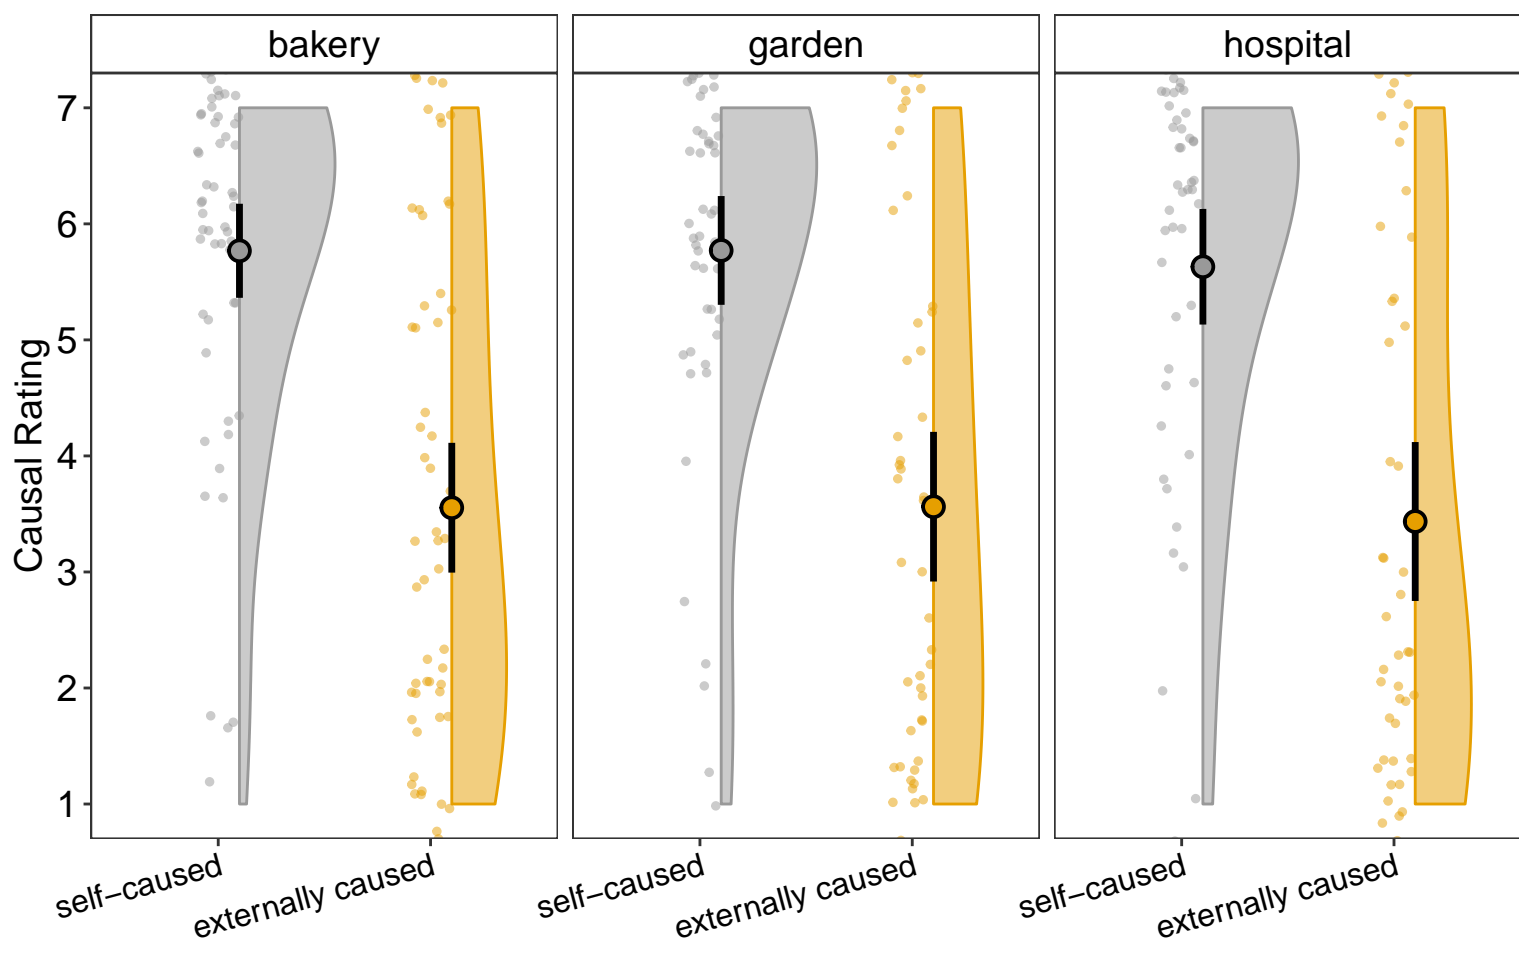 bakery
garden
hospital
Causal Rating
7
6
5
4
3
2
1
self−caused
externally caused
self−caused
externally caused
self−caused
externally caused